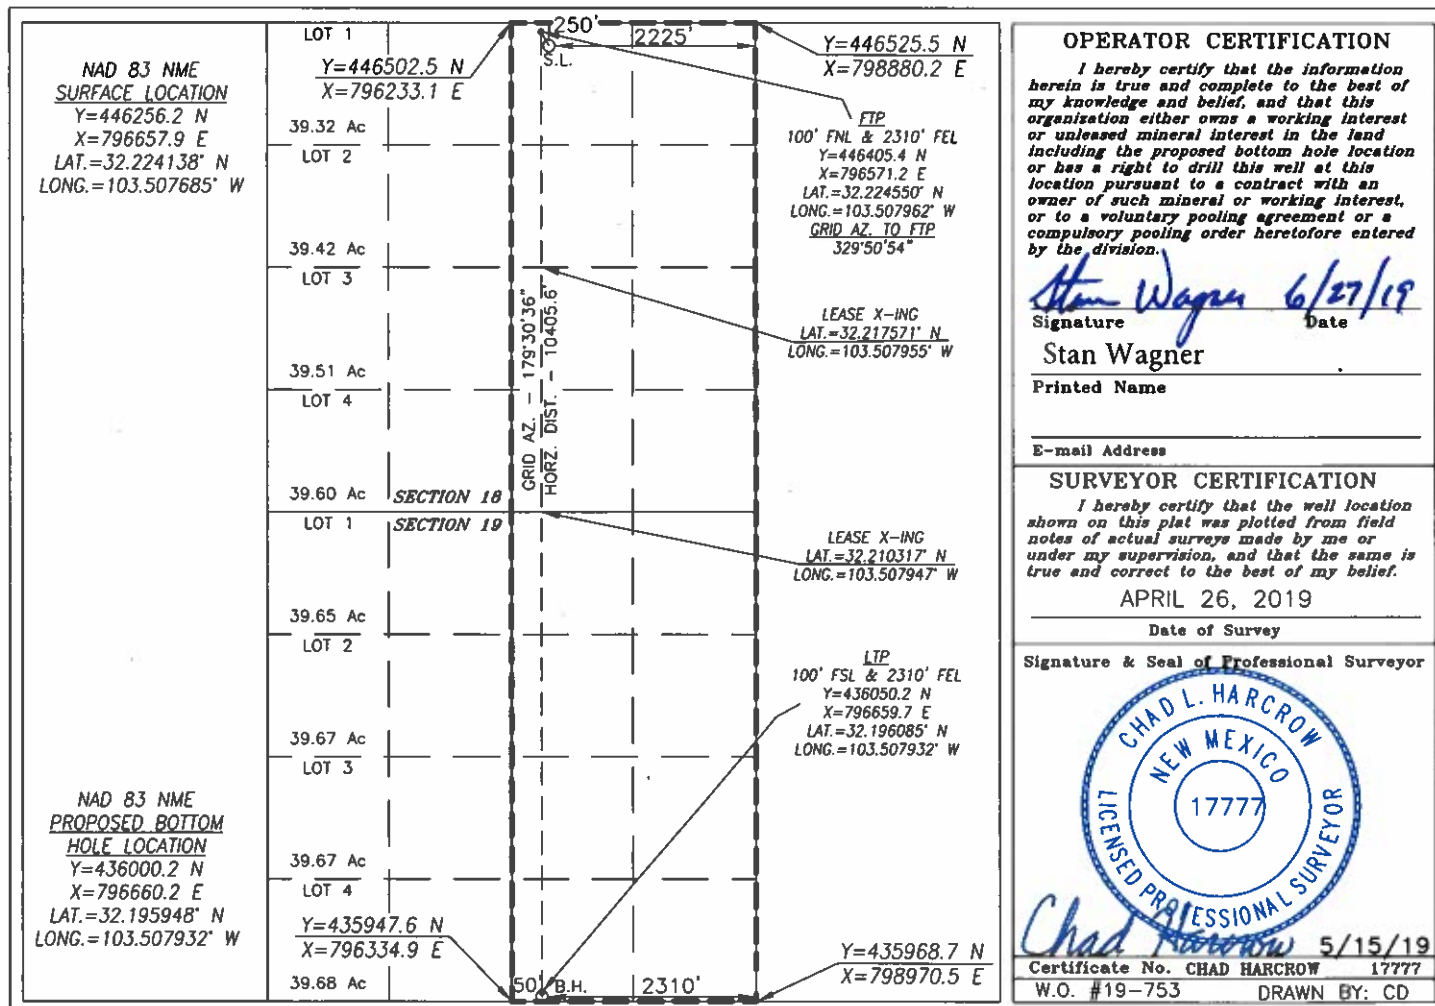 NAD 83 NME
SURFACE LOCATION
Y=446256.2 N
X=796657.9 E
LAT.=32.224138° N
LONG.=103.507685° W
NAD 83 NME
PROPOSED BOTTOM
HOLE LOCATION
Y=436000.2 N
X=796660.2 E
LAT.=32.195948° N
LONG.=103.507932° W
LOT 1
39.32 Ac
LOT 2
39.42 Ac
LOT 3
39.51 Ac
LOT 4
39.60 Ac
SECTION 18
LOT 1
SECTION 19
39.65 Ac
LOT 2
39.67 Ac
LOT 3
39.67 Ac
LOT 4
39.68 Ac
Y=446502.5 N
X=796233.1 E
250'
2225'
S.L.
Y=446525.5 N
X=798880.2 E
FTP
100' FNL & 2310' FEL
Y=446405.4 N
X=796571.2 E
LAT.=32.224550° N
LONG.=103.507962° W
GRID AZ. TO FTP
329°50'54"
GRID AZ. - 179°30'36"
HORZ. DIST. - 10405.6'
LEASE X-ING
LAT.=32.217571° N
LONG.=103.507955° W
LEASE X-ING
LAT.=32.210317° N
LONG.=103.507947° W
LTP
100' FSL & 2310' FEL
Y=436050.2 N
X=796659.7 E
LAT.=32.196085° N
LONG.=103.507932° W
Y=435947.6 N
X=796334.9 E
50'
B.H.
2310'
Y=435968.7 N
X=798970.5 E
OPERATOR CERTIFICATION
I hereby certify that the information
herein is true and complete to the best of
my knowledge and belief, and that this
organization either owns a working interest
or unleased mineral interest in the land
including the proposed bottom hole location
or has a right to drill this well at this
location pursuant to a contract with an
owner of such mineral or working interest,
or to a voluntary pooling agreement or a
compulsory pooling order heretofore entered
by the division.
Stan Wagner 6/27/19
Signature Date
Stan Wagner
Printed Name
E-mail Address
SURVEYOR CERTIFICATION
I hereby certify that the well location
shown on this plat was plotted from field
notes of actual surveys made by me or
under my supervision, and that the same is
true and correct to the best of my belief.
APRIL 26, 2019
Date of Survey
Signature & Seal of Professional Surveyor
CHAD L. HARCROW
NEW MEXICO
17777
LICENSED PROFESSIONAL SURVEYOR
Chad Harcrow 5/15/19
Certificate No. CHAD HARCROW 17777
W.O. #19-753 DRAWN BY: CD